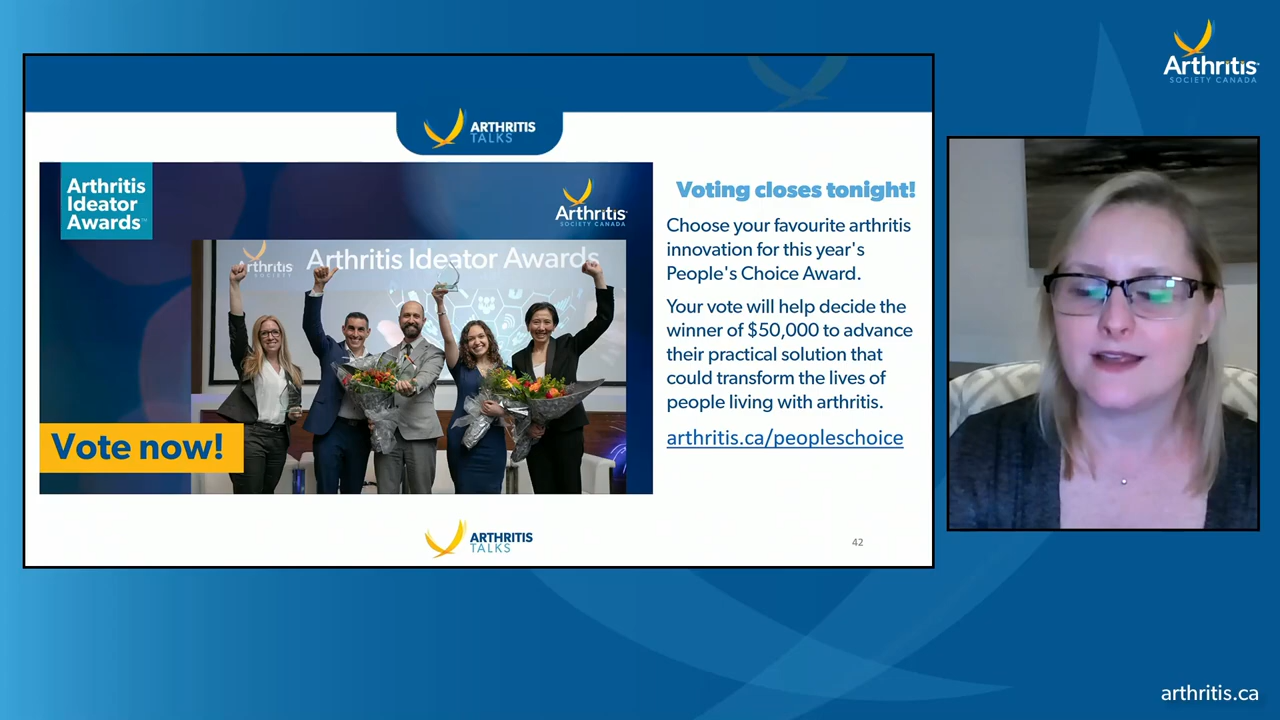 Arthritis
SOCIETY CANADA
ARTHRITIS
TALKS
Arthritis
Ideator
Awards™
Arthritis
SOCIETY CANADA
Arthritis Ideator Awards
Arthritis
SOCIETY
Vote now!
Voting closes tonight!
Choose your favourite arthritis
innovation for this year's
People's Choice Award.
Your vote will help decide the
winner of $50,000 to advance
their practical solution that
could transform the lives of
people living with arthritis.
arthritis.ca/peopleschoice
ARTHRITIS
TALKS
42
arthritis.ca